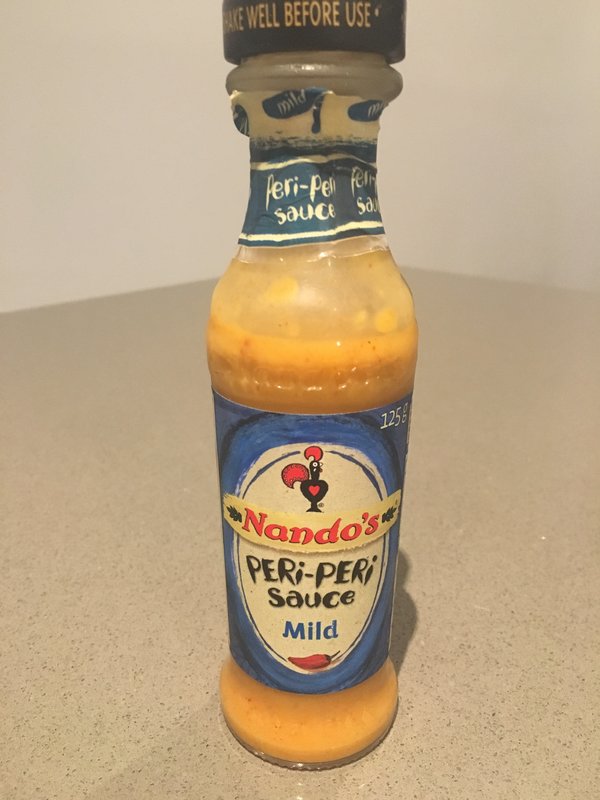 SHAKE WELL BEFORE USE
mild
Peri-Peri
sauce
125g
Nando's
PERi-PERi
sauce
Mild